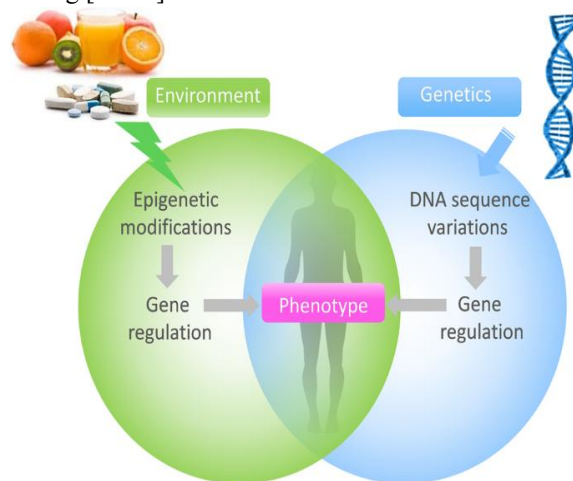 Environment
Genetics
Epigenetic
modifications
DNA sequence
variations
Gene
regulation
Phenotype
Gene
regulation